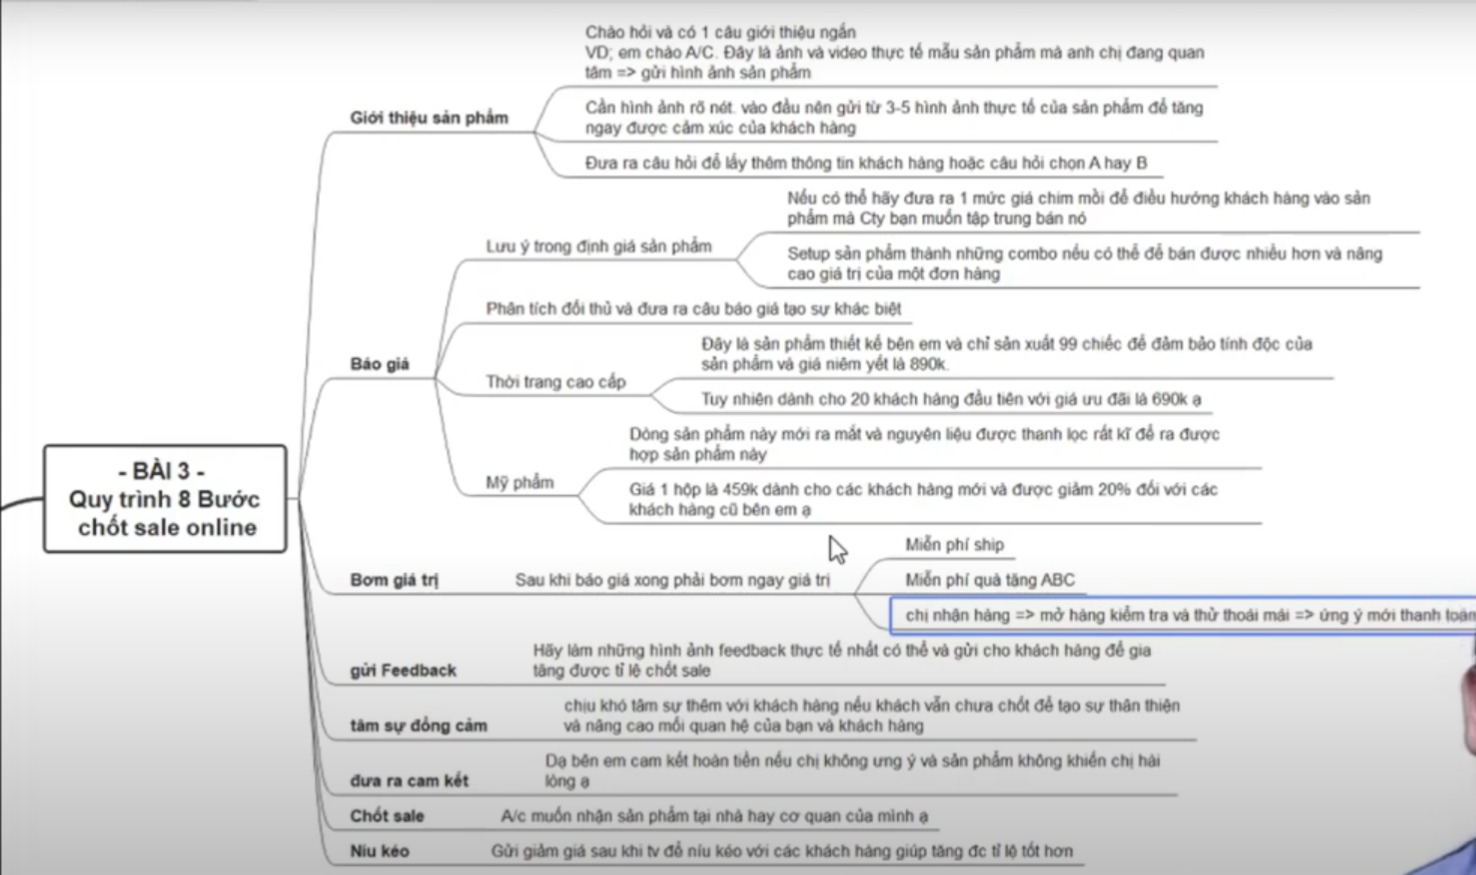 - BÀI 3 -
Quy trình 8 Bước
chốt sale online
Giới thiệu sản phẩm
Chào hỏi và có 1 câu giới thiệu ngắn
VD; em chào A/C. Đây là ảnh và video thực tế mẫu sản phẩm mà anh chị đang quan
tâm => gửi hình ảnh sản phẩm
Cần hình ảnh rõ nét. vào đầu nên gửi từ 3-5 hình ảnh thực tế của sản phẩm để tăng
ngay được cảm xúc của khách hàng
Đưa ra câu hỏi để lấy thêm thông tin khách hàng hoặc câu hỏi chọn A hay B
Báo giá
Lưu ý trong định giá sản phẩm
Nếu có thể hãy đưa ra 1 mức giá chim mồi để điều hướng khách hàng vào sản
phẩm mà Cty bạn muốn tập trung bán nó
Setup sản phẩm thành những combo nếu có thể để bán được nhiều hơn và nâng
cao giá trị của một đơn hàng
Phân tích đối thủ và đưa ra câu báo giá tạo sự khác biệt
Thời trang cao cấp
Đây là sản phẩm thiết kế bên em và chỉ sản xuất 99 chiếc để đảm bảo tính độc của
sản phẩm và giá niêm yết là 890k.
Tuy nhiên dành cho 20 khách hàng đầu tiên với giá ưu đãi là 690k ạ
Mỹ phẩm
Dòng sản phẩm này mới ra mắt và nguyên liệu được thanh lọc rất kĩ để ra được
hợp sản phẩm này
Giá 1 hộp là 459k dành cho các khách hàng mới và được giảm 20% đối với các
khách hàng cũ bên em ạ
Bơm giá trị
Sau khi báo giá xong phải bơm ngay giá trị
Miễn phí ship
Miễn phí quà tặng ABC
chị nhận hàng => mở hàng kiểm tra và thử thoải mái => ưng ý mới thanh toán
gửi Feedback
Hãy làm những hình ảnh feedback thực tế nhất có thể và gửi cho khách hàng để gia
tăng được tỉ lệ chốt sale
tâm sự đồng cảm
chịu khó tâm sự thêm với khách hàng nếu khách vẫn chưa chốt để tạo sự thân thiện
và nâng cao mối quan hệ của bạn và khách hàng
đưa ra cam kết
Dạ bên em cam kết hoàn tiền nếu chị không ưng ý và sản phẩm không khiến chị hài
lòng ạ
Chốt sale
A/c muốn nhận sản phẩm tại nhà hay cơ quan của mình ạ
Níu kéo
Gửi giảm giá sau khi tv để níu kéo với các khách hàng giúp tăng đc tỉ lệ tốt hơn